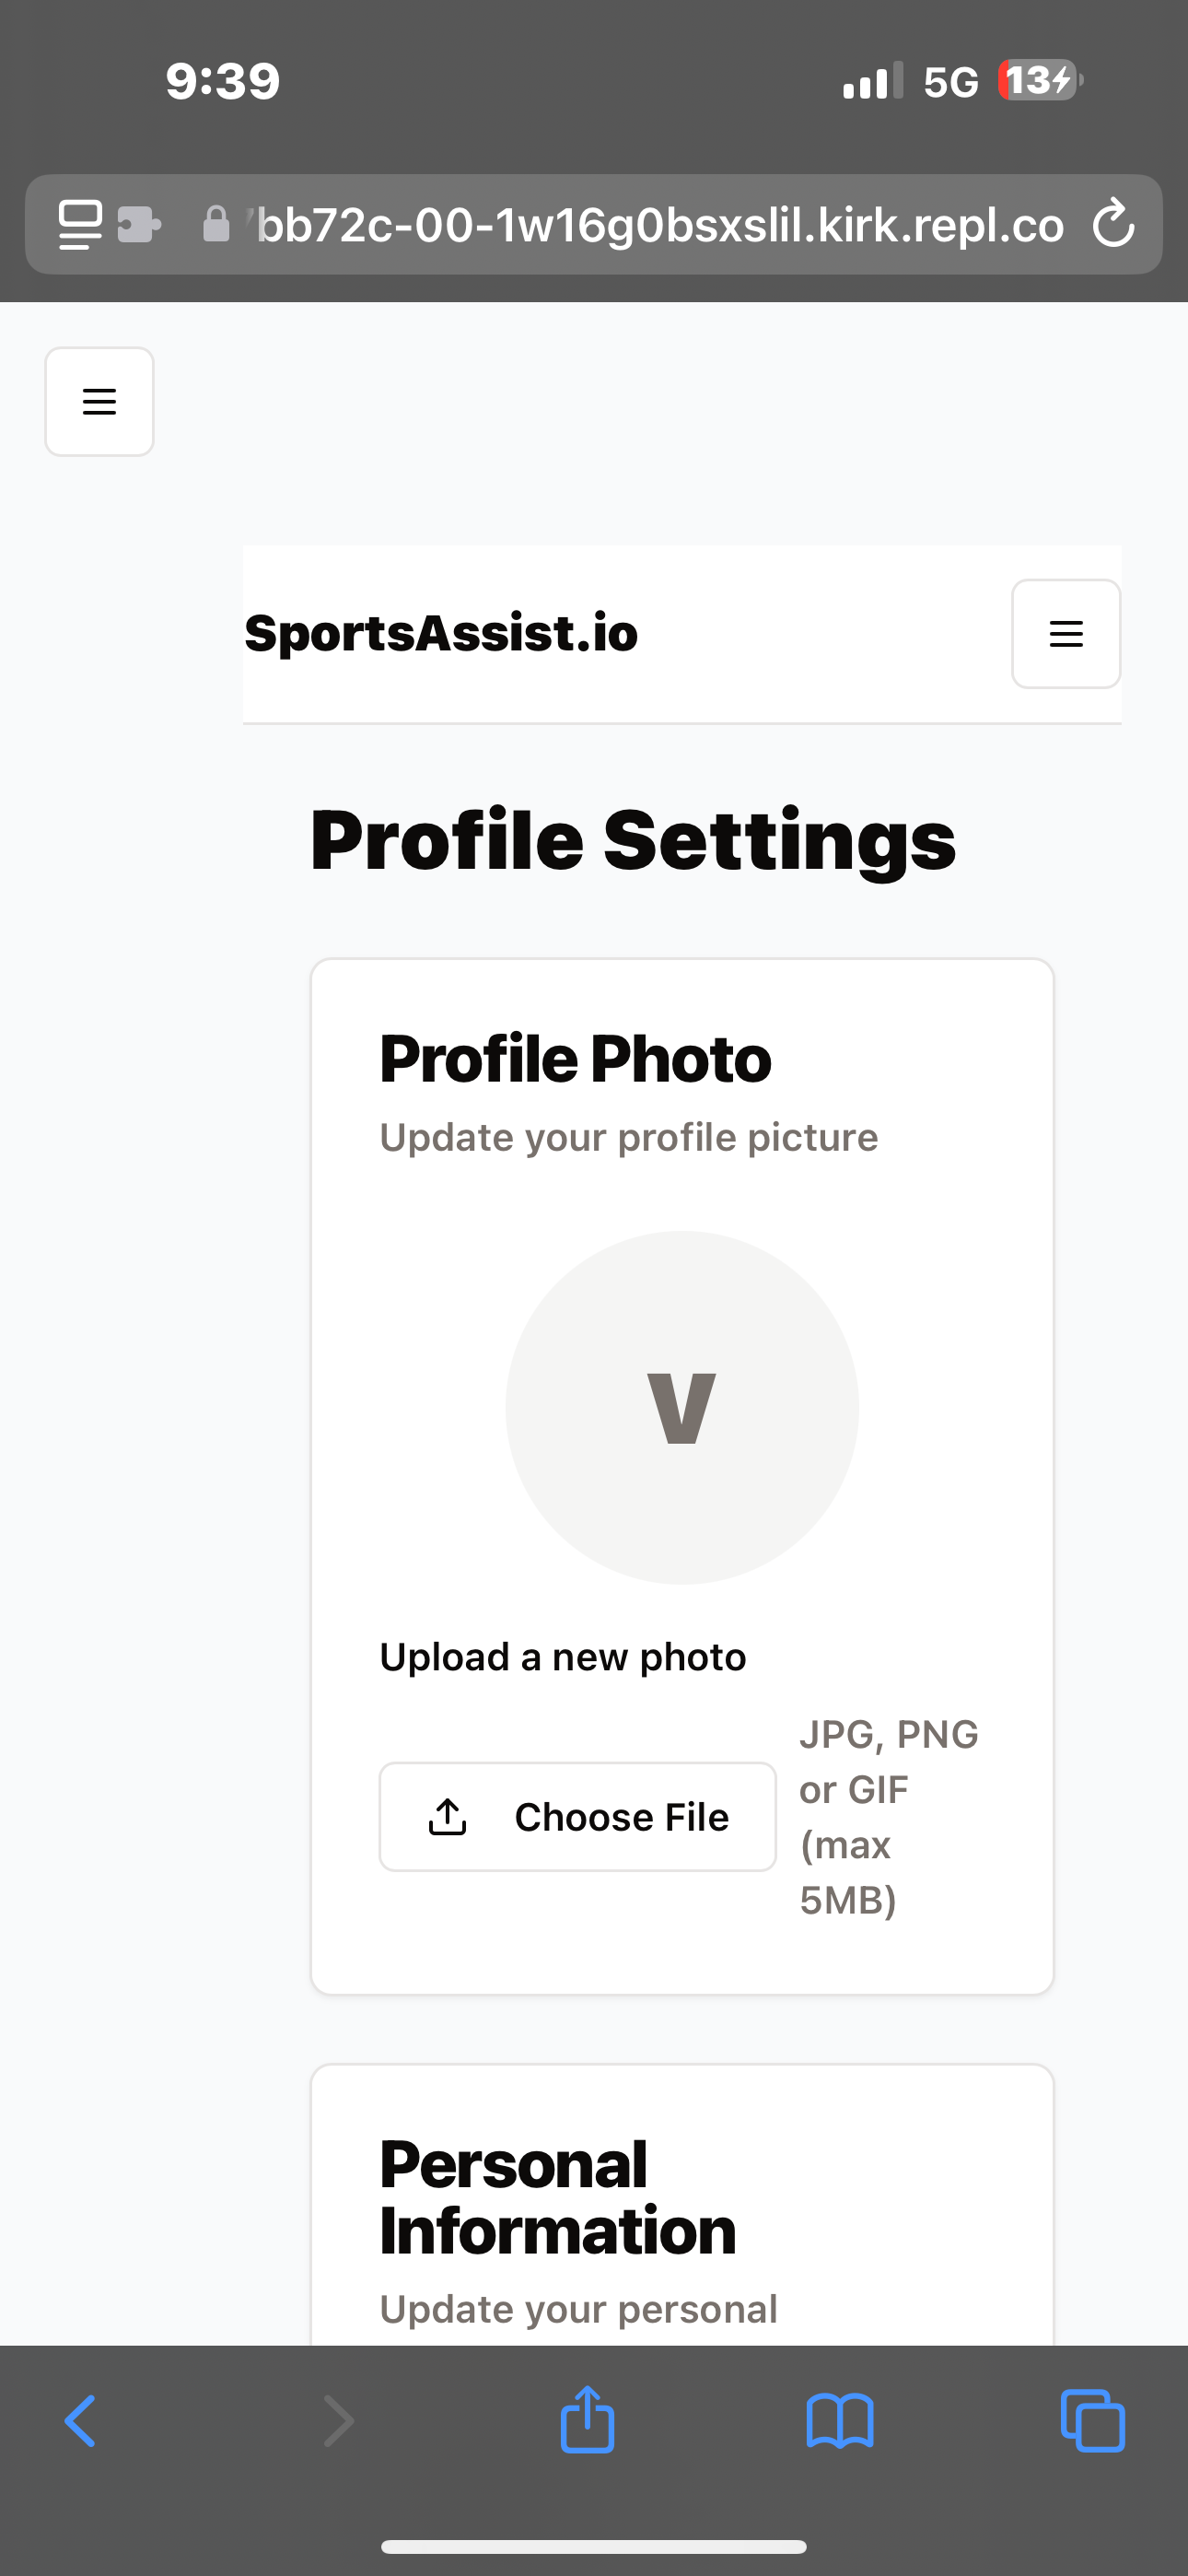 9:39
5G
13
bb72c-00-1w16g0bsxslil.kirk.repl.co
SportsAssist.io
Profile Settings
Profile Photo
Update your profile picture
V
Upload a new photo
Choose File
JPG, PNG
or GIF
(max
5MB)
Personal
Information
Update your personal